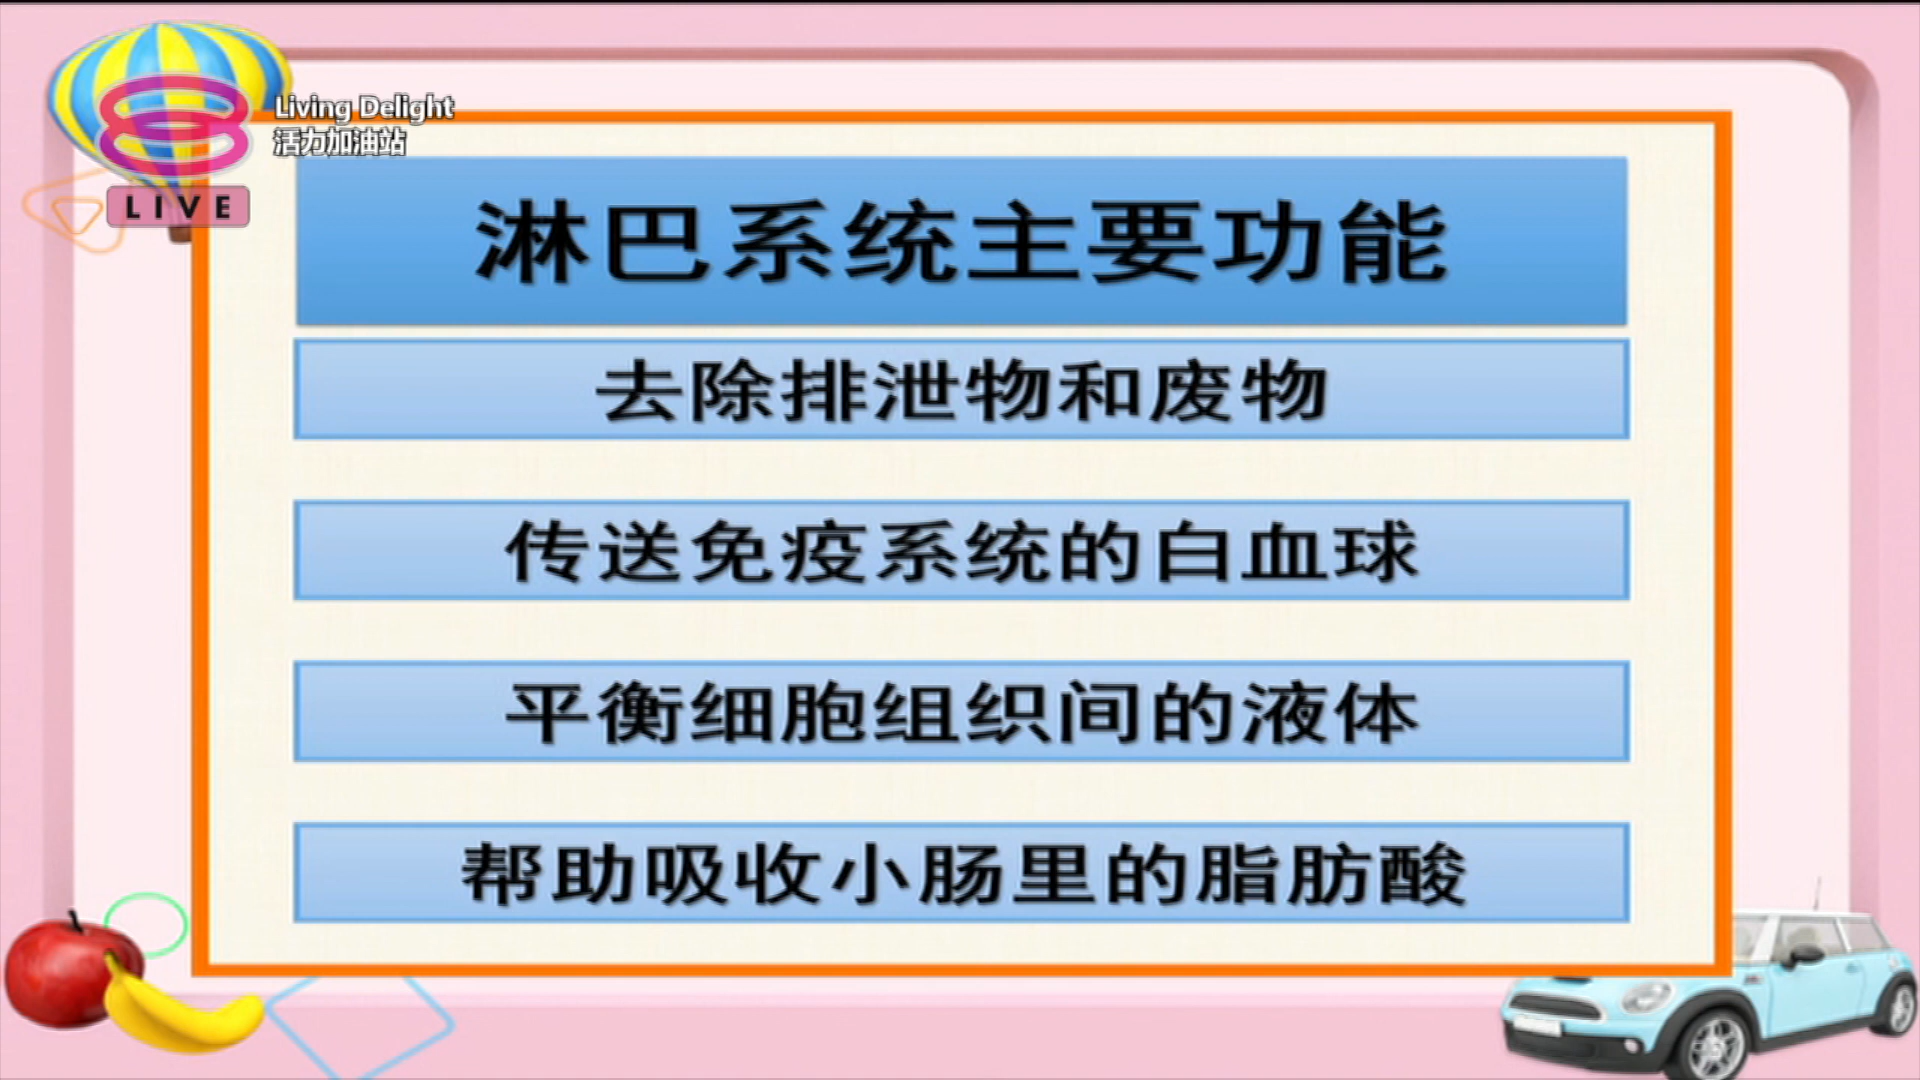 Living Delight
活力加油站
LIVE
淋巴系统主要功能
去除排泄物和废物
传送免疫系统的白血球
平衡细胞组织间的液体
帮助吸收小肠里的脂肪酸